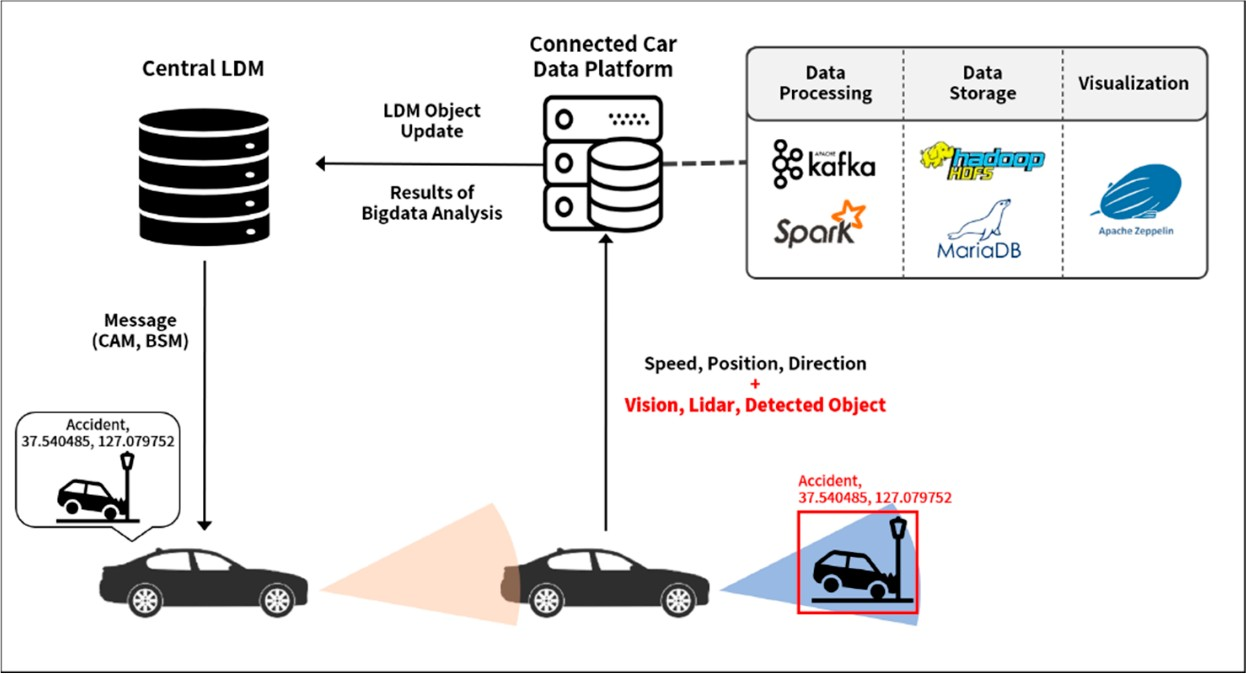 Central LDM
Connected Car
Data Platform
LDM Object
Update
Results of
Bigdata Analysis
Data
Processing
Data
Storage
Visualization
APACHE
kafka
Spark
hadoop
HDFS
MariaDB
Apache Zeppelin
Message
(CAM, BSM)
Speed, Position, Direction
+
Vision, Lidar, Detected Object
Accident,
37.540485, 127.079752
Accident,
37.540485, 127.079752